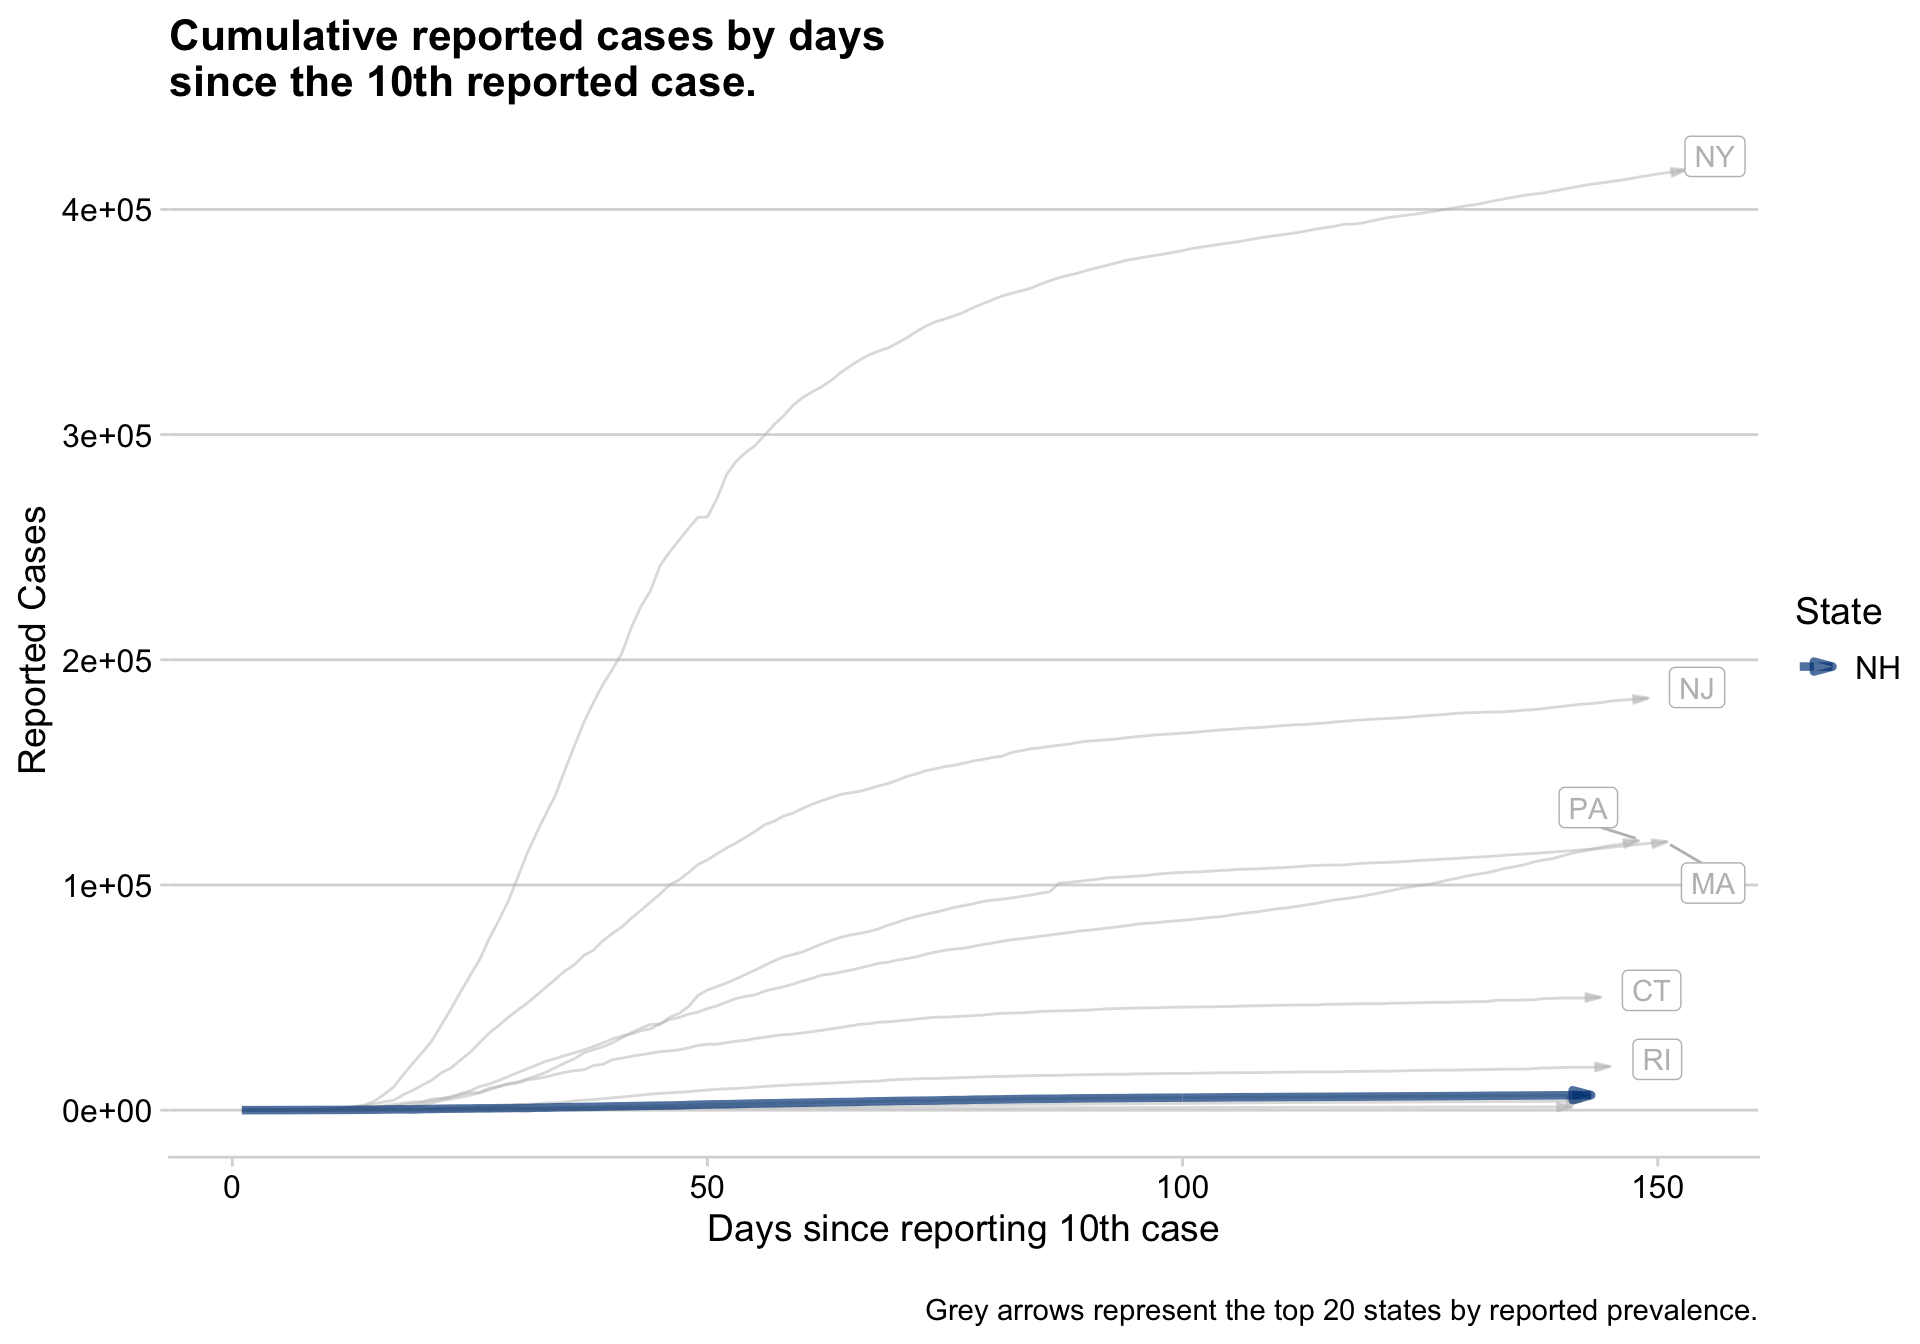 Cumulative reported cases by days
since the 10th reported case.
NY
4e+05
3e+05
2e+05
NJ
PA
1e+05
MA
CT
RI
0e+00
0 50 100 150
Days since reporting 10th case
Reported Cases
State
NH
Grey arrows represent the top 20 states by reported prevalence.